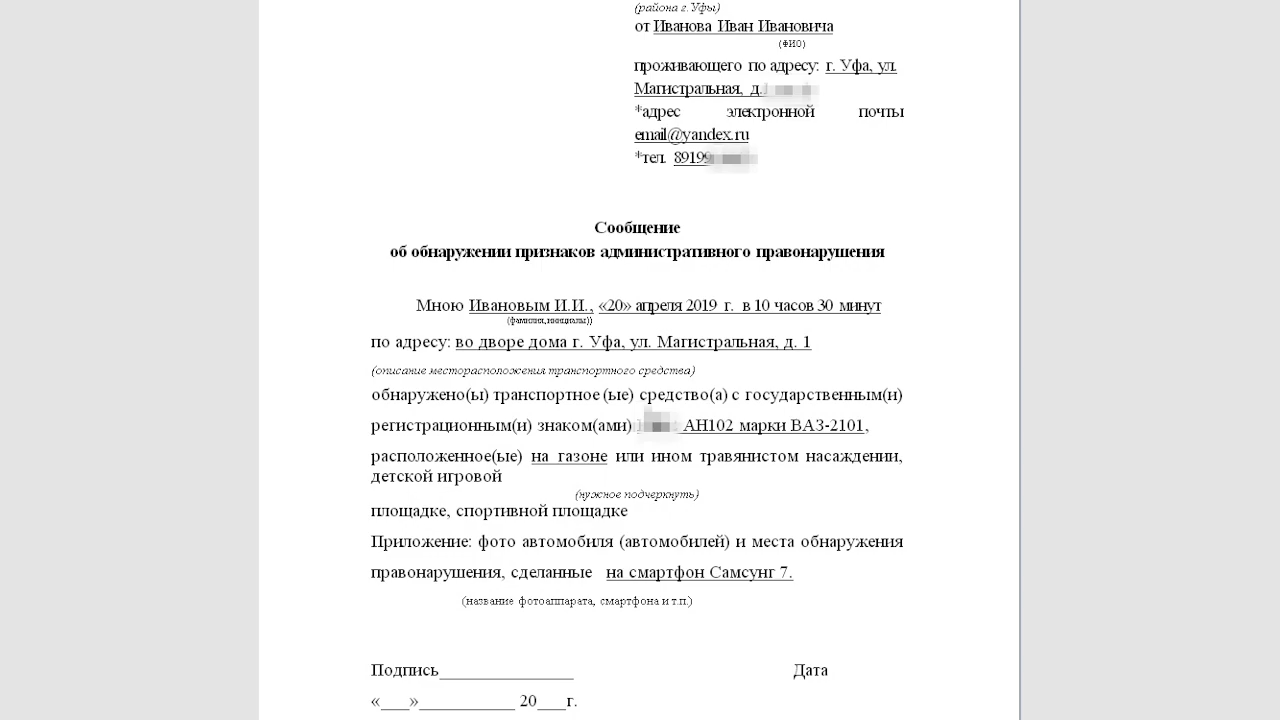 (района г.Уфы)
от Иванова Иван Ивановича
(ФИО)
проживающего по адресу: г. Уфа, ул.
Магистральная, д.
*адрес электронной почты
email@yandex.ru
*тел. 89199
Сообщение
об обнаружении признаков административного правонарушения
Мною Ивановым И.И., «20» апреля 2019 г. в 10 часов 30 минут
(фамилия, инициалы))
по адресу: во дворе дома г. Уфа, ул. Магистральная, д. 1
(описание месторасположения транспортного средства)
обнаружено(ы) транспортное (ые) средство(а) с государственным(и)
регистрационным(и) знаком(ами) АН102 марки ВАЗ-2101,
расположенное(ые) на газоне или ином травянистом насаждении,
детской игровой
(нужное подчеркнуть)
площадке, спортивной площадке
Приложение: фото автомобиля (автомобилей) и места обнаружения
правонарушения, сделанные на смартфон Самсунг 7.
(название фотоаппарата, смартфона и т.п.)
Подпись_______________ Дата
«___»___________ 20___г.